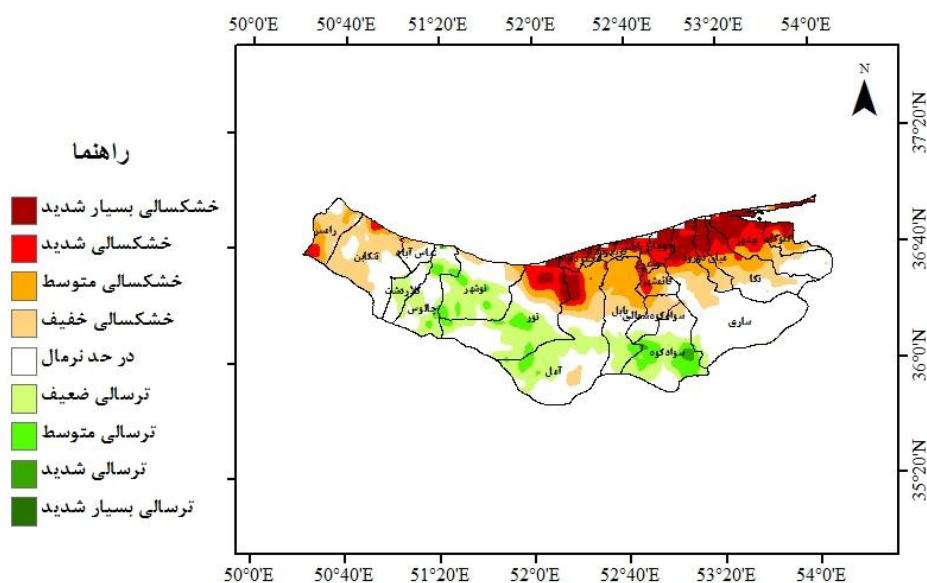 50°0'E 50°40'E 51°20'E 52°0'E 52°40'E 53°20'E 54°0'E
N
37°20'N
36°40'N
36°0'N
35°20'N
راهنما
خشکسالی بسیار شدید
خشکسالی شدید
خشکسالی متوسط
خشکسالی خفیف
در حد نرمال
ترسالی ضعیف
ترسالی متوسط
ترسالی شدید
ترسالی بسیار شدید
رامسر
تنکابن
عباس آباد
کلاردشت
چالوس
نوشهر
نور
آمل
بابل
سوادکوه شمالی
سوادکوه
قائمشهر
میان دورود
بهشهر
نکا
ساری
50°0'E 50°40'E 51°20'E 52°0'E 52°40'E 53°20'E 54°0'E